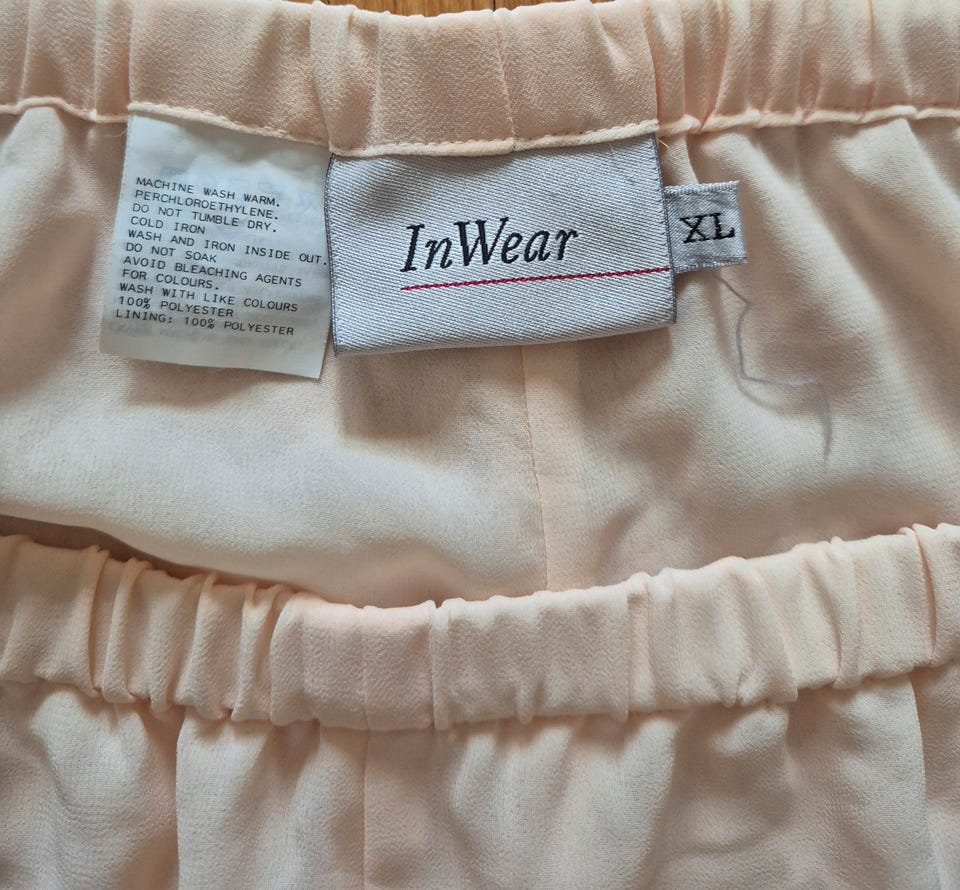 MACHINE WASH WARM.
PERCHLOROETHYLENE.
DO NOT TUMBLE DRY.
COLD IRON
WASH AND IRON INSIDE OUT.
DO NOT SOAK
AVOID BLEACHING AGENTS
FOR COLOURS.
WASH WITH LIKE COLOURS
100% POLYESTER
LINING: 100% POLYESTER
InWear
XL